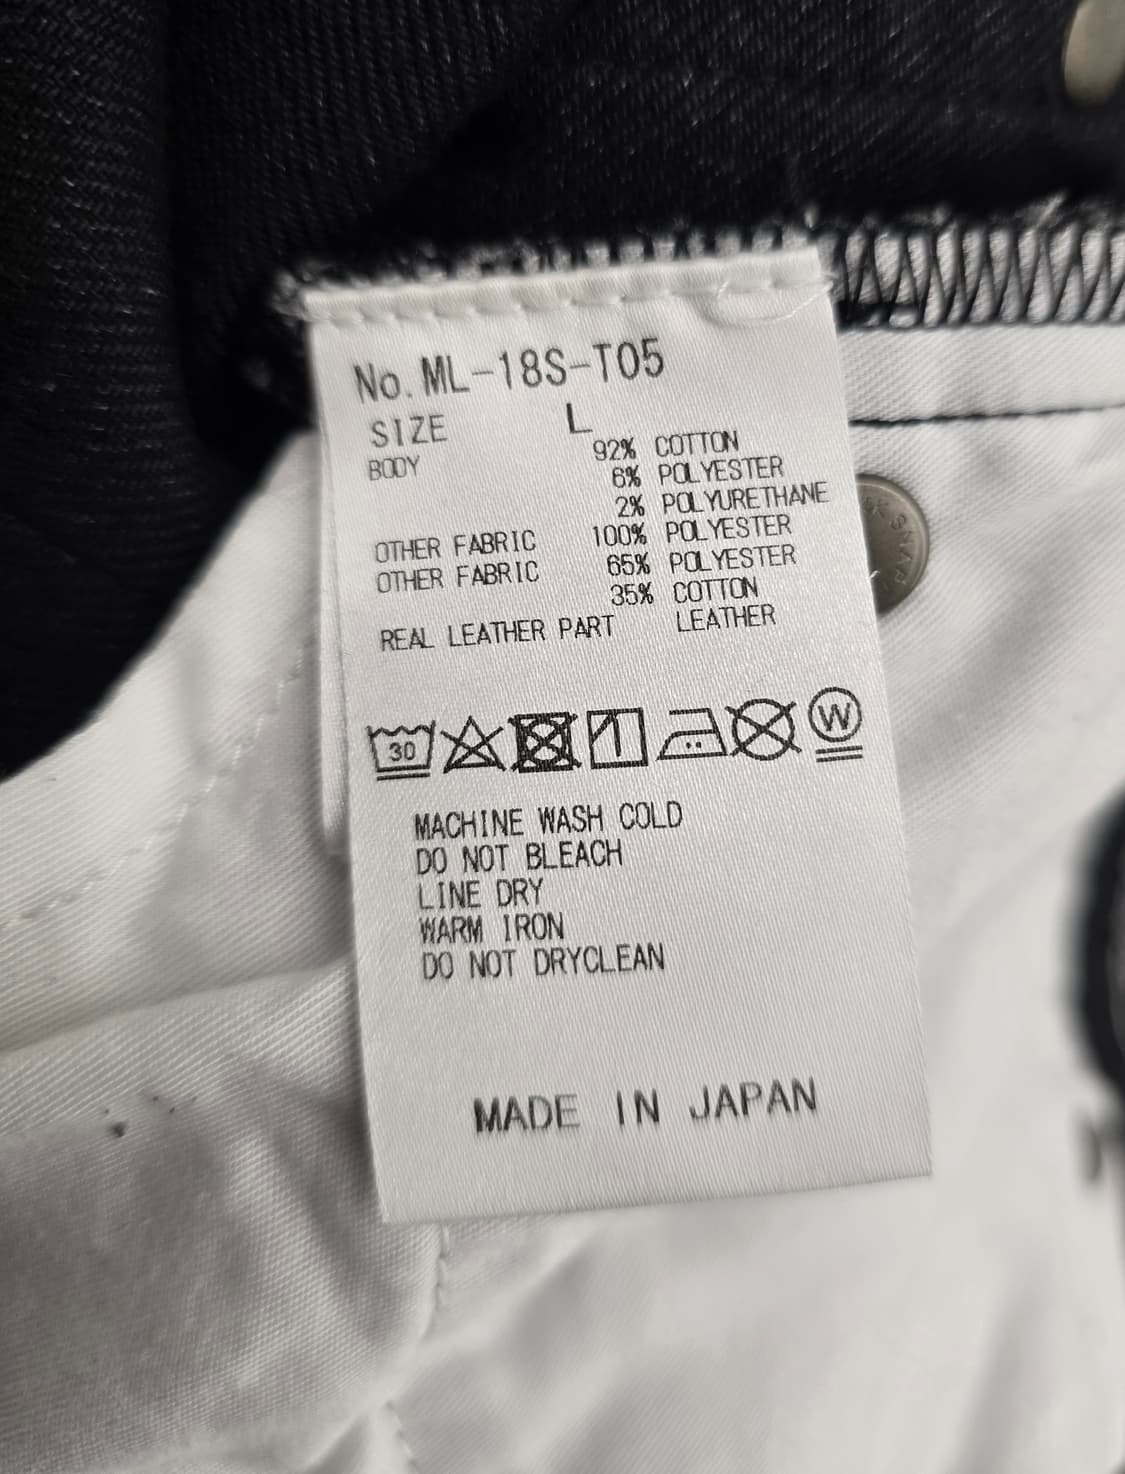 No. ML-18S-T05
SIZE L
BODY 92% COTTON
6% POLYESTER
2% POLYURETHANE
OTHER FABRIC 100% POLYESTER
OTHER FABRIC 65% POLYESTER
35% COTTON
REAL LEATHER PART LEATHER
30
W
MACHINE WASH COLD
DO NOT BLEACH
LINE DRY
WARM IRON
DO NOT DRYCLEAN
MADE IN JAPAN